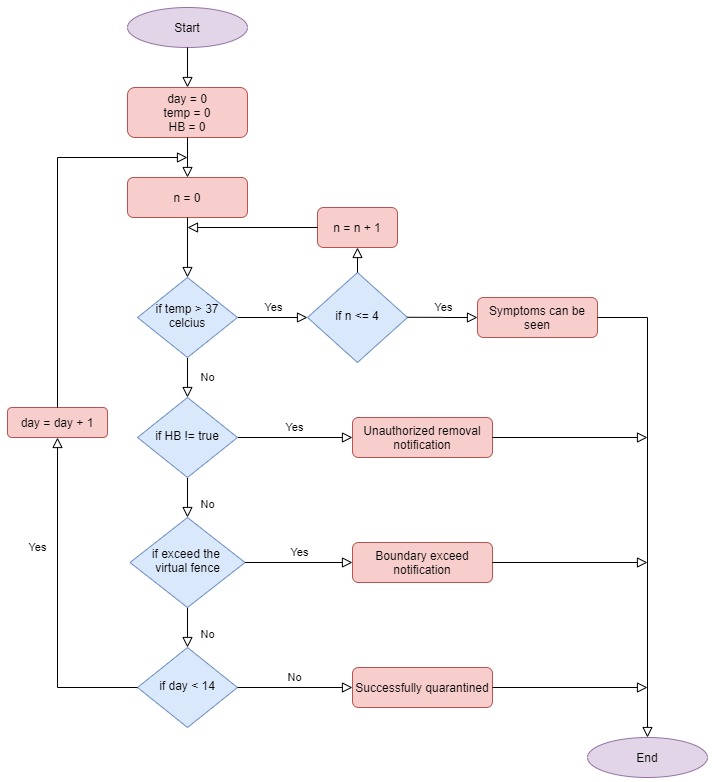 Start
day = 0
temp = 0
HB = 0
n = 0
n = n + 1
if temp > 37
celcius
Yes
if n <= 4
Yes
Symptoms can be
seen
No
day = day + 1
if HB != true
Yes
Unauthorized removal
notification
No
Yes
if exceed the
virtual fence
Yes
Boundary exceed
notification
No
if day < 14
No
Successfully quarantined
End